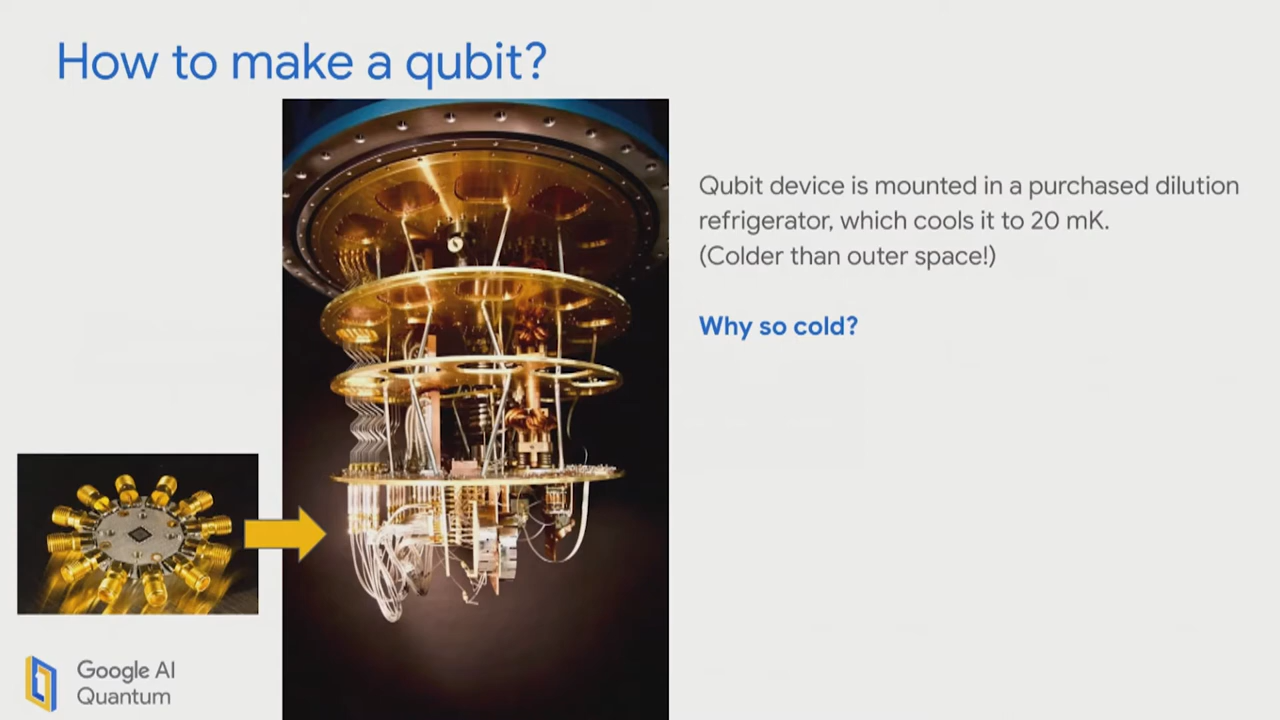 How to make a qubit?
Qubit device is mounted in a purchased dilution
refrigerator, which cools it to 20 mK.
(Colder than outer space!)
Why so cold?
Google AI
Quantum